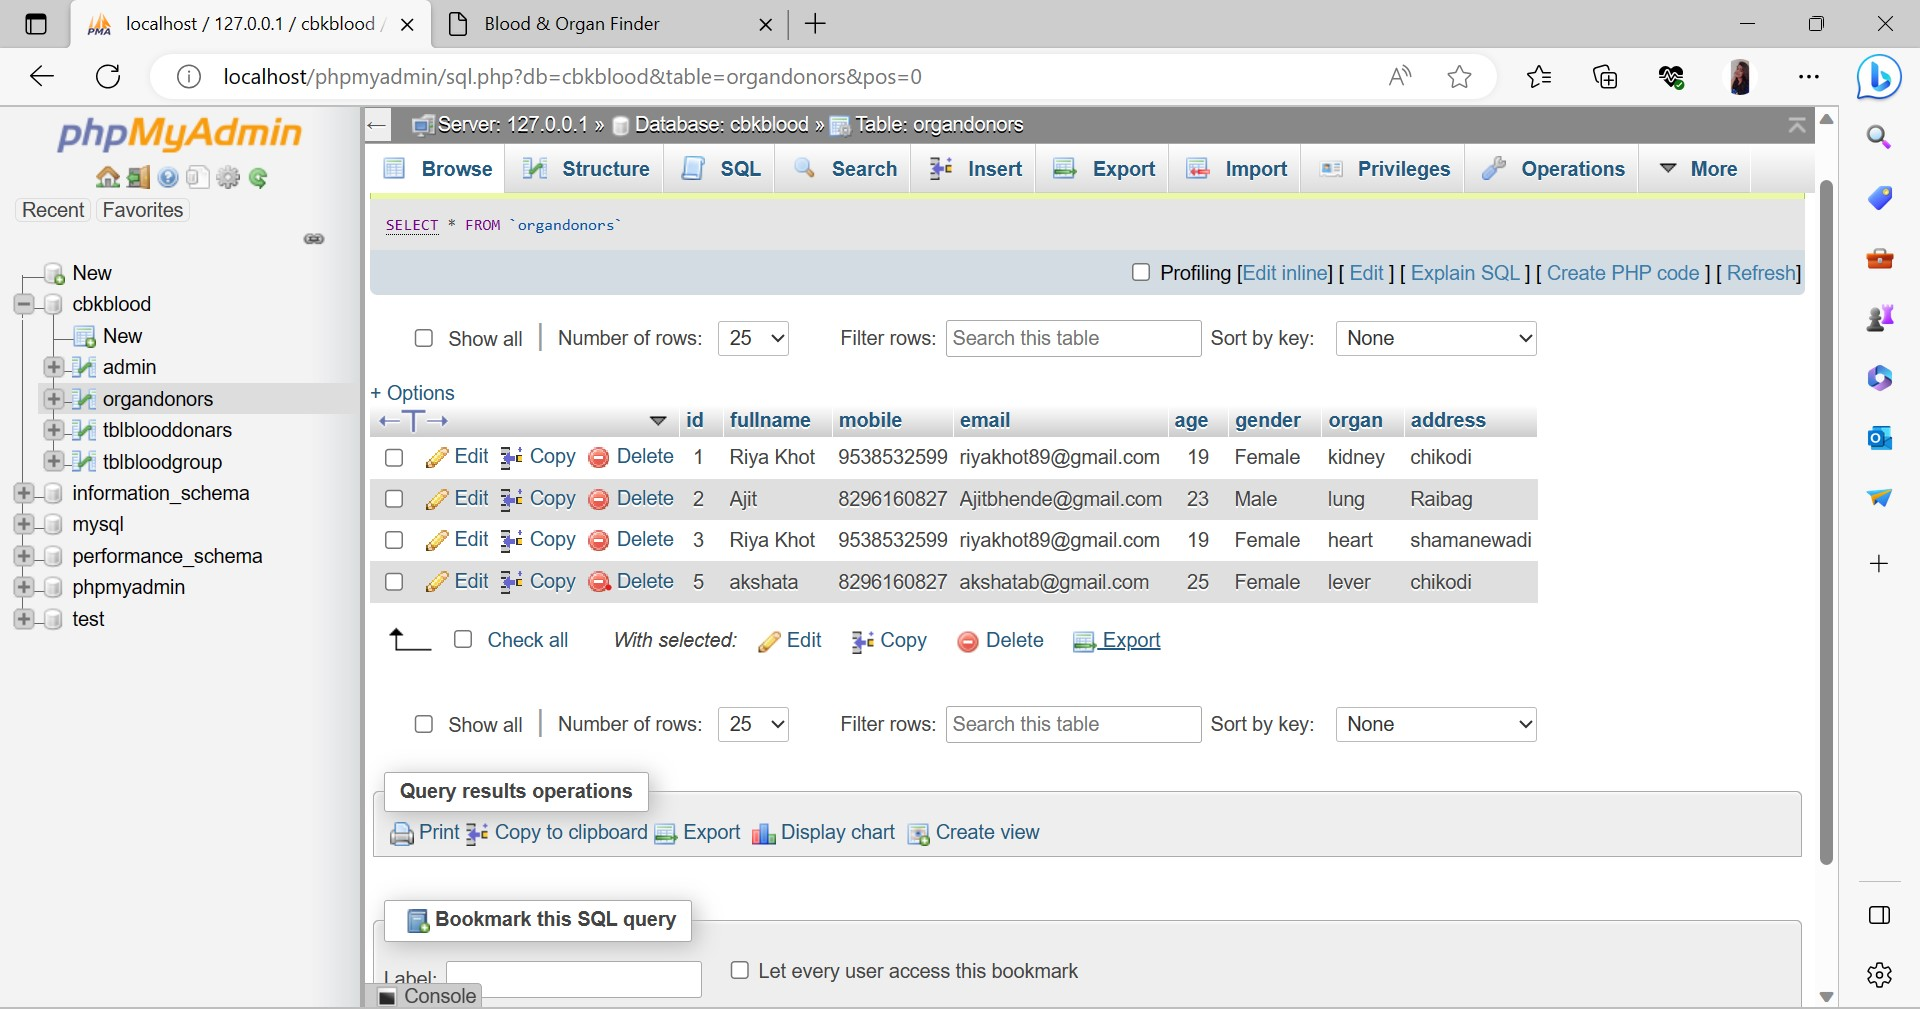 localhost / 127.0.0.1 / cbkblood /
Blood & Organ Finder
localhost/phpmyadmin/sql.php?db=cbkblood&table=organdonors&pos=0
phpMyAdmin
Recent Favorites
New
cbkblood
New
admin
organdonors
tblblooddonars
tblbloodgroup
information_schema
mysql
performance_schema
phpmyadmin
test
Server: 127.0.0.1 » Database: cbkblood » Table: organdonors
Browse Structure SQL Search Insert Export Import Privileges Operations More
SELECT * FROM `organdonors`
Profiling [Edit inline] [ Edit ] [ Explain SQL ] [ Create PHP code ] [ Refresh]
Show all Number of rows: 25 Filter rows: Search this table Sort by key: None
+ Options
←T→ id fullname mobile email age gender organ address
Edit Copy Delete 1 Riya Khot 9538532599 riyakhot89@gmail.com 19 Female kidney chikodi
Edit Copy Delete 2 Ajit 8296160827 Ajitbhende@gmail.com 23 Male lung Raibag
Edit Copy Delete 3 Riya Khot 9538532599 riyakhot89@gmail.com 19 Female heart shamanewadi
Edit Copy Delete 5 akshata 8296160827 akshatab@gmail.com 25 Female lever chikodi
Check all With selected: Edit Copy Delete Export
Show all Number of rows: 25 Filter rows: Search this table Sort by key: None
Query results operations
Print Copy to clipboard Export Display chart Create view
Bookmark this SQL query
Label: Let every user access this bookmark
Console